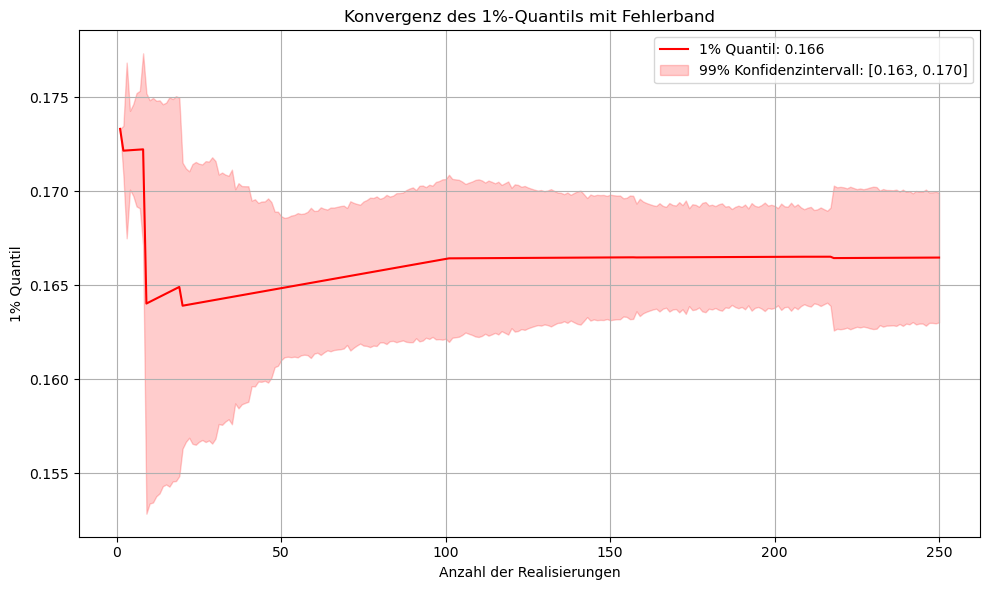 Konvergenz des 1%-Quantils mit Fehlerband
1% Quantil: 0.166
99% Konfidenzintervall: [0.163, 0.170]
1% Quantil
0.175
0.170
0.165
0.160
0.155
0
50
100
150
200
250
Anzahl der Realisierungen